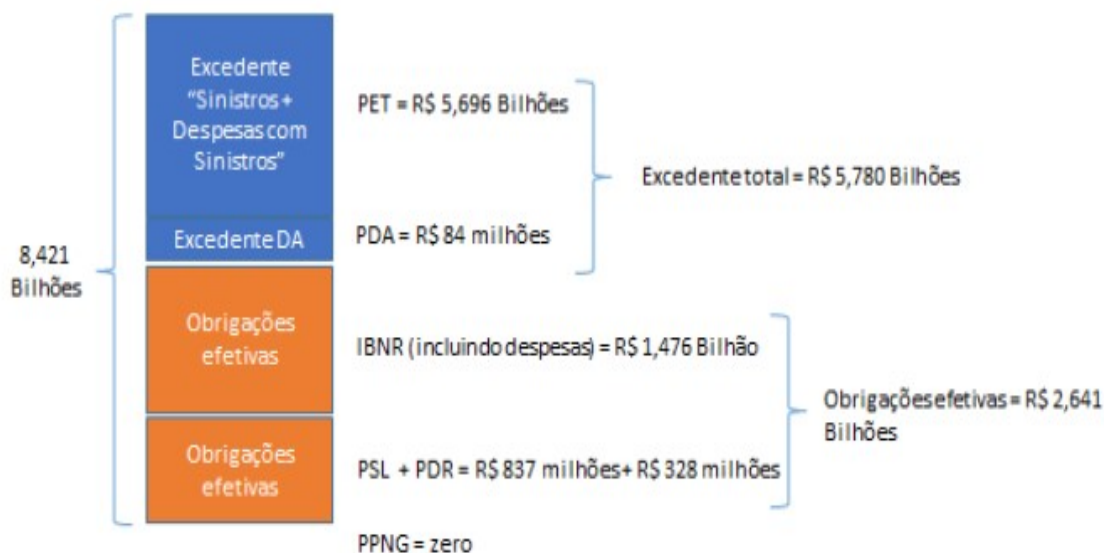 Excedente
“Sinistros +
Despesas com
Sinistros”
PET = R$ 5,696 Bilhões
Excedente total = R$ 5,780 Bilhões
Excedente DA
PDA = R$ 84 milhões
8,421
Bilhões
Obrigações
efetivas
IBNR (incluindo despesas) = R$ 1,476 Bilhão
Obrigações efetivas = R$ 2,641
Bilhões
Obrigações
efetivas
PSL + PDR = R$ 837 milhões + R$ 328 milhões
PPNG = zero